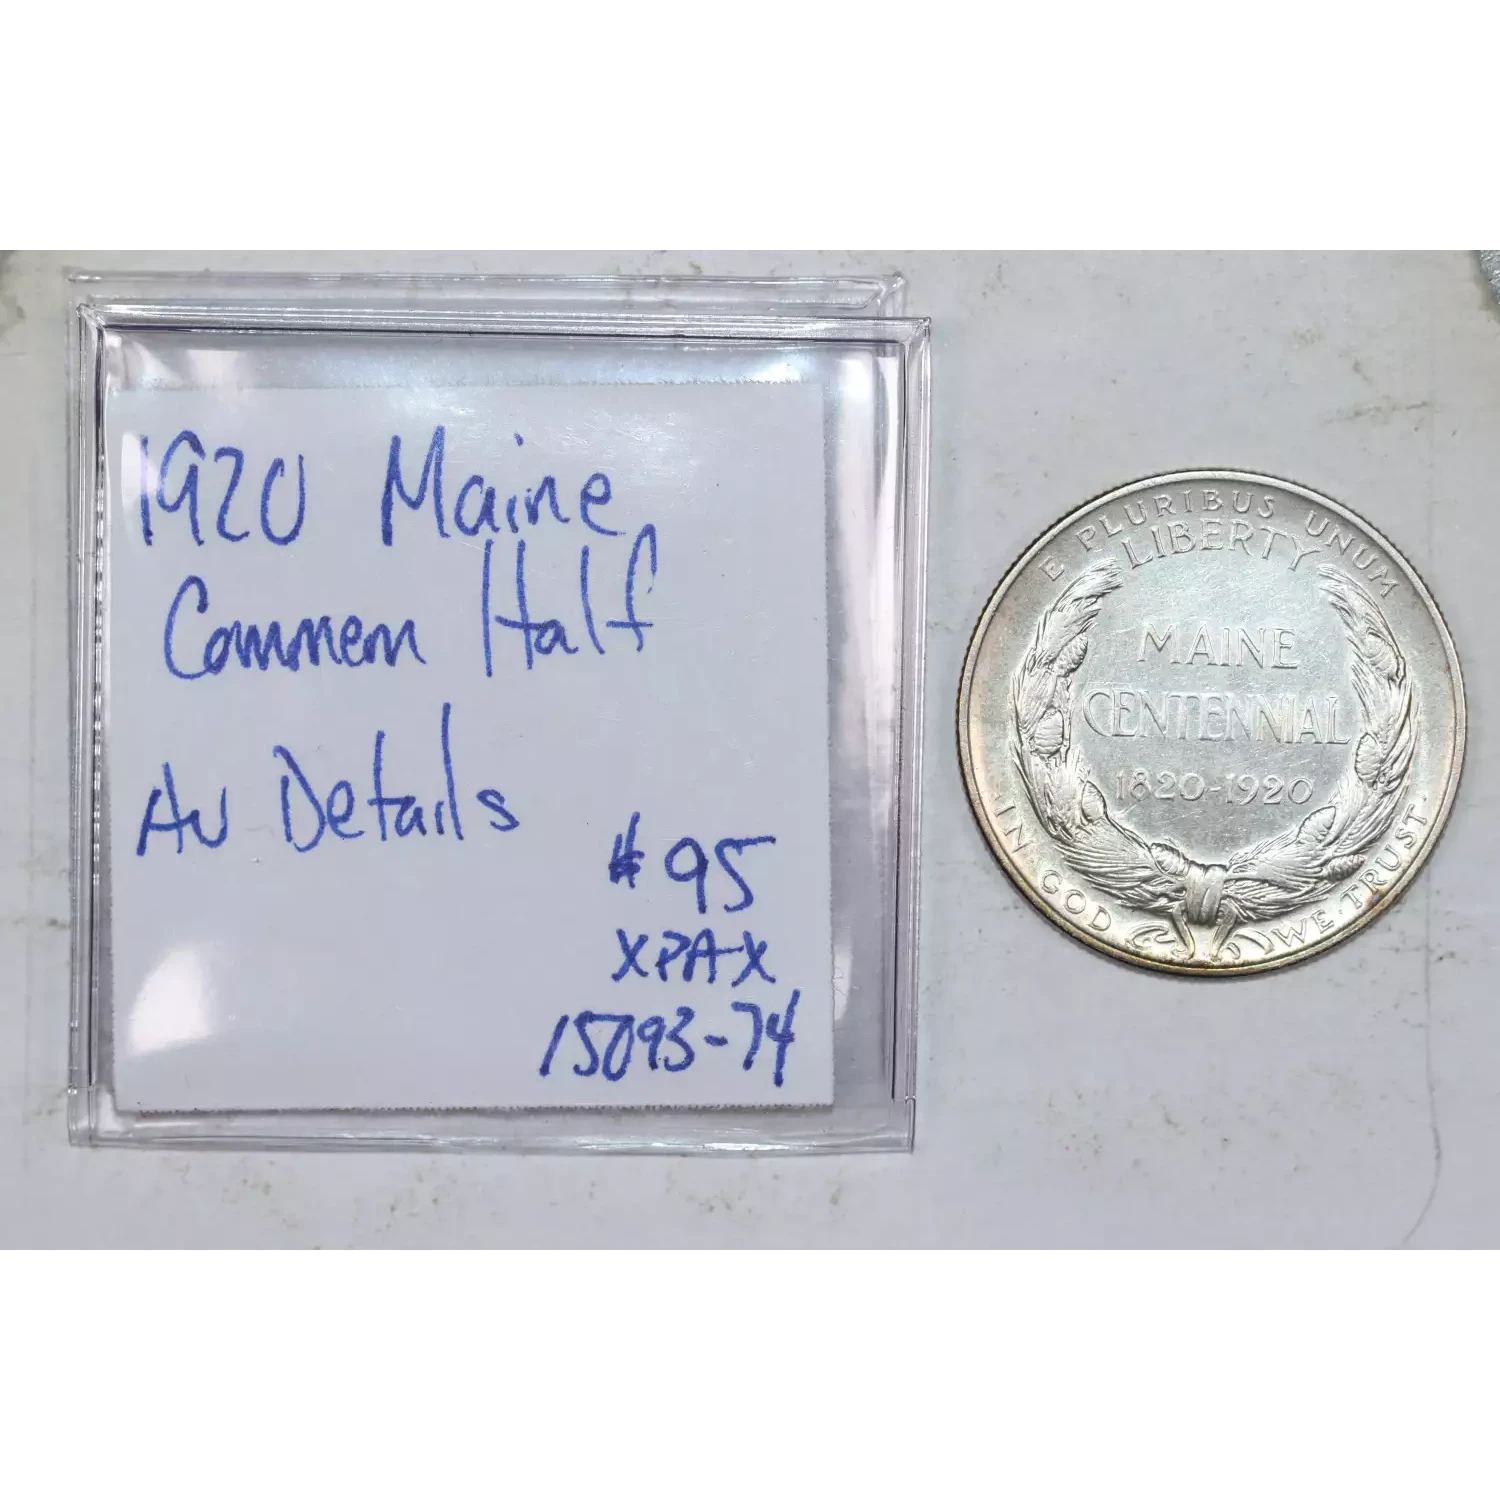 1920 Maine
Commem Half
AU Details
$95
XPA-X
15093-74
E PLURIBUS UNUM
LIBERTY
MAINE
CENTENNIAL
1820-1920
·IN·GOD WE·TRUST·